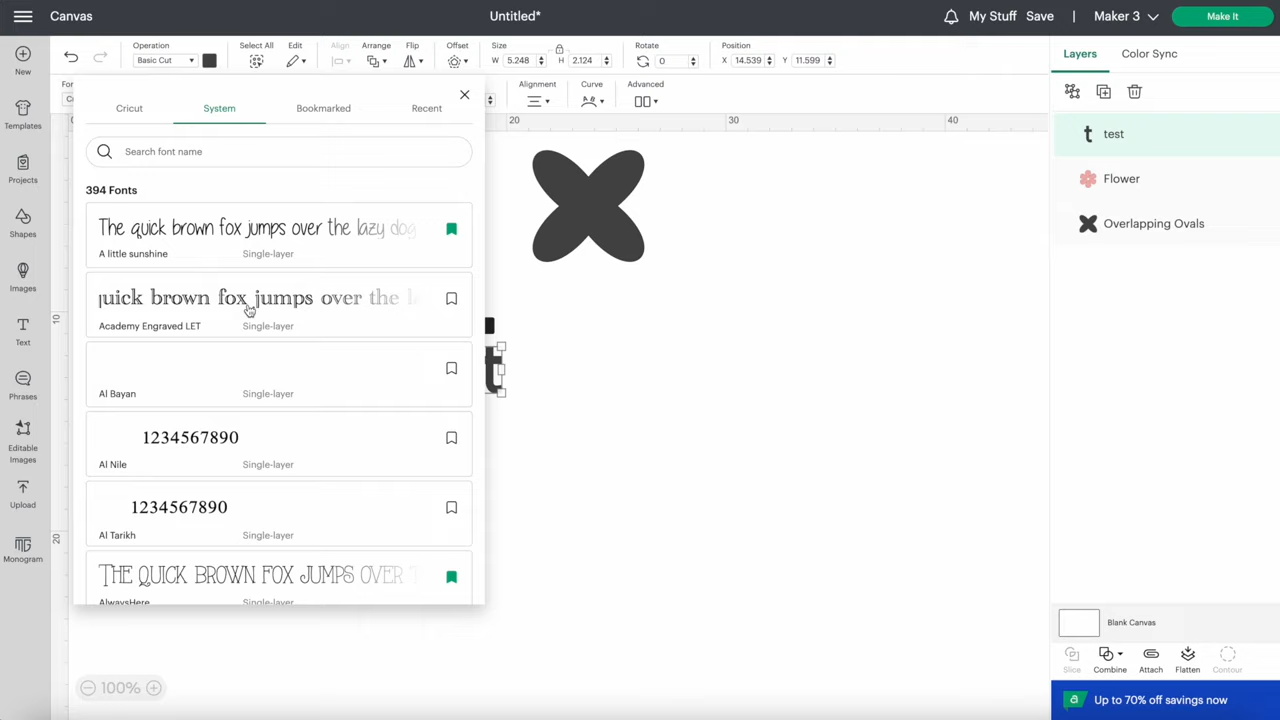 Canvas
Untitled*
My Stuff Save | Maker 3
Make It
New
Templates
Projects
Shapes
Images
Text
Phrases
Editable Images
Upload
Monogram
Operation
Basic Cut
Select All
Edit
Align
Arrange
Flip
Offset
Size
W 5.248
H 2.124
Rotate
0
Position
X 14.539
Y 11.599
Alignment
Curve
Advanced
Cricut
System
Bookmarked
Recent
Search font name
394 Fonts
The quick brown fox jumps over the lazy dog
A little sunshine Single-layer
uick brown fox jumps over the
Academy Engraved LET Single-layer
Al Bayan Single-layer
1234567890
Al Nile Single-layer
1234567890
Al Tarikh Single-layer
THE QUICK BROWN FOX JUMPS OVER
AlwaysHere Single-layer
20 30 40
10
20
t
100%
Layers
Color Sync
t test
Flower
Overlapping Ovals
Blank Canvas
Slice
Combine
Attach
Flatten
Contour
a Up to 70% off savings now